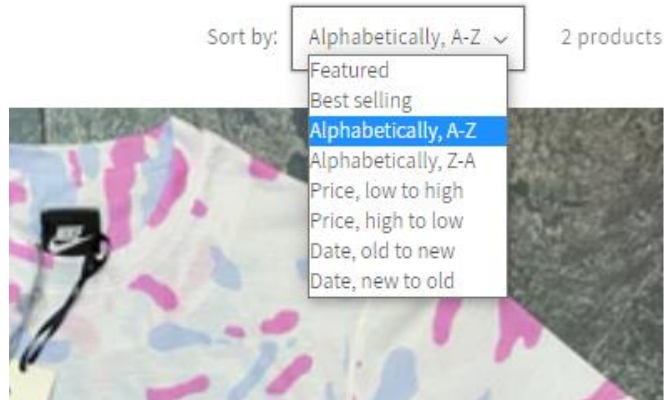 Sort by:
Alphabetically, A-Z
2 products
Featured
Best selling
Alphabetically, A-Z
Alphabetically, Z-A
Price, low to high
Price, high to low
Date, old to new
Date, new to old
NIKE